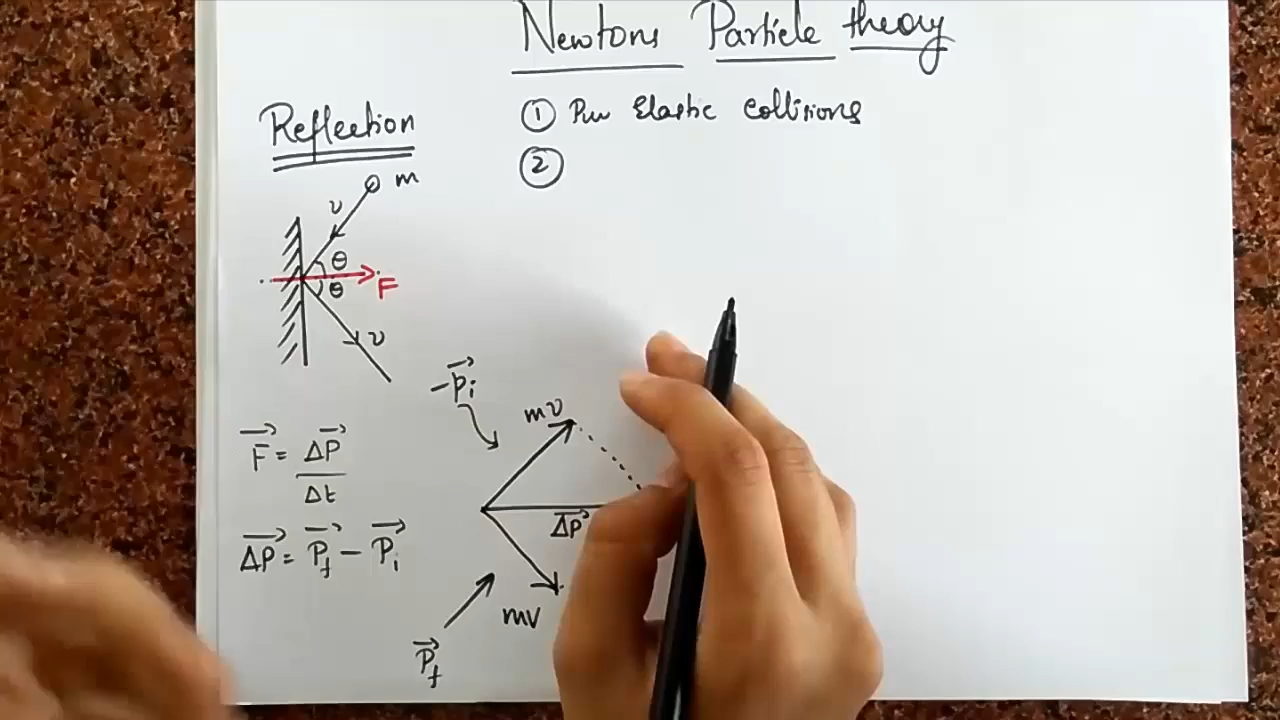 Newtons Particle theory
① Pure Elastic Collisions
②
Reflection
m
v
θ
θ
F
v
-p⃗i
mv
F⃗ = ΔP⃗
Δt
ΔP⃗
ΔP⃗ = P⃗f - P⃗i
mv
P⃗f